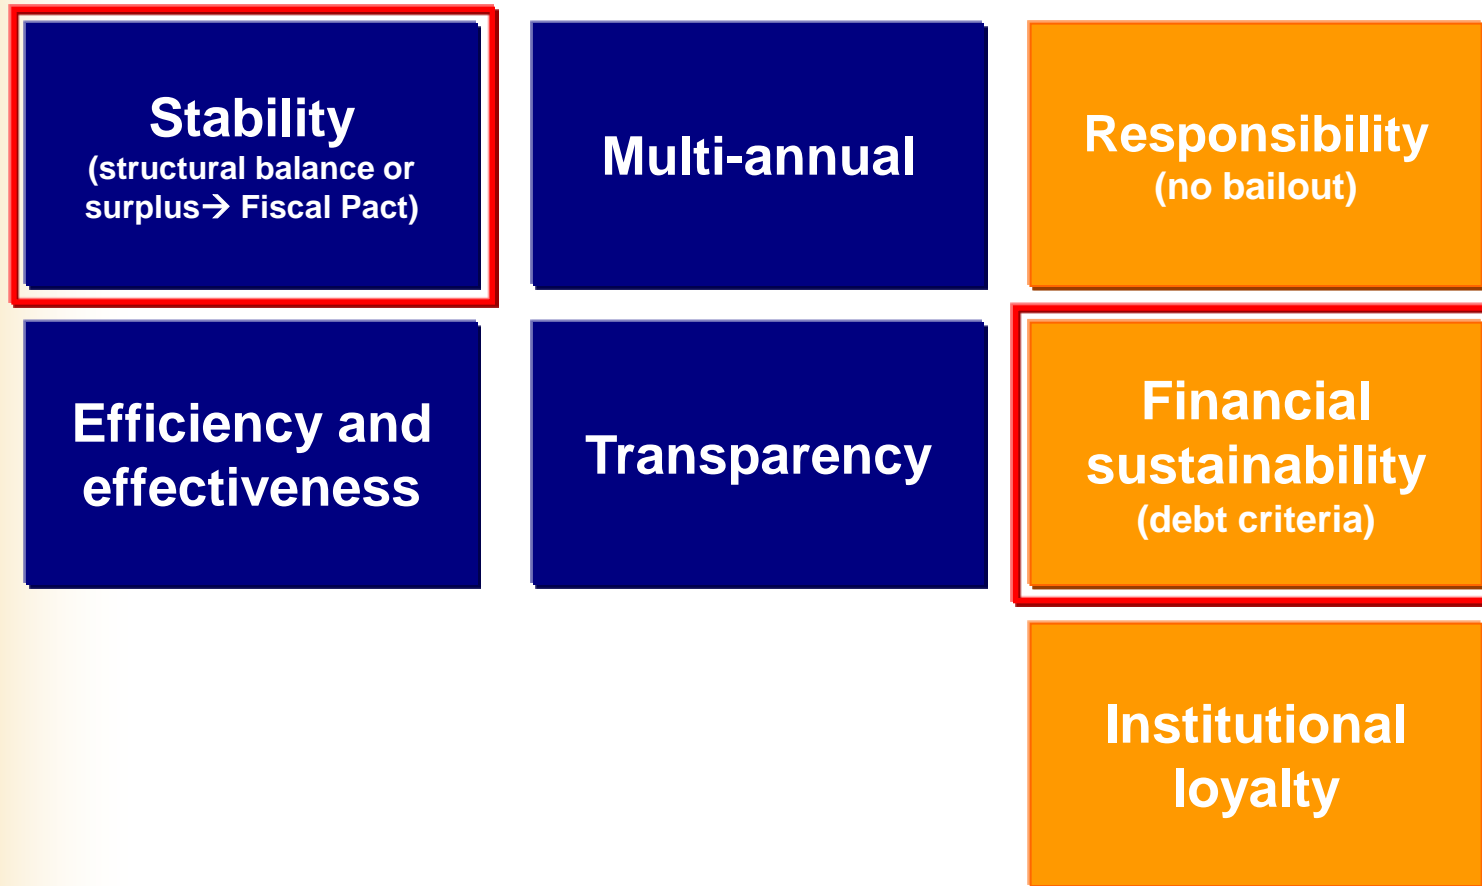 Stability
(structural balance or
surplus→ Fiscal Pact)
Multi-annual
Responsibility
(no bailout)
Efficiency and
effectiveness
Transparency
Financial
sustainability
(debt criteria)
Institutional
loyalty